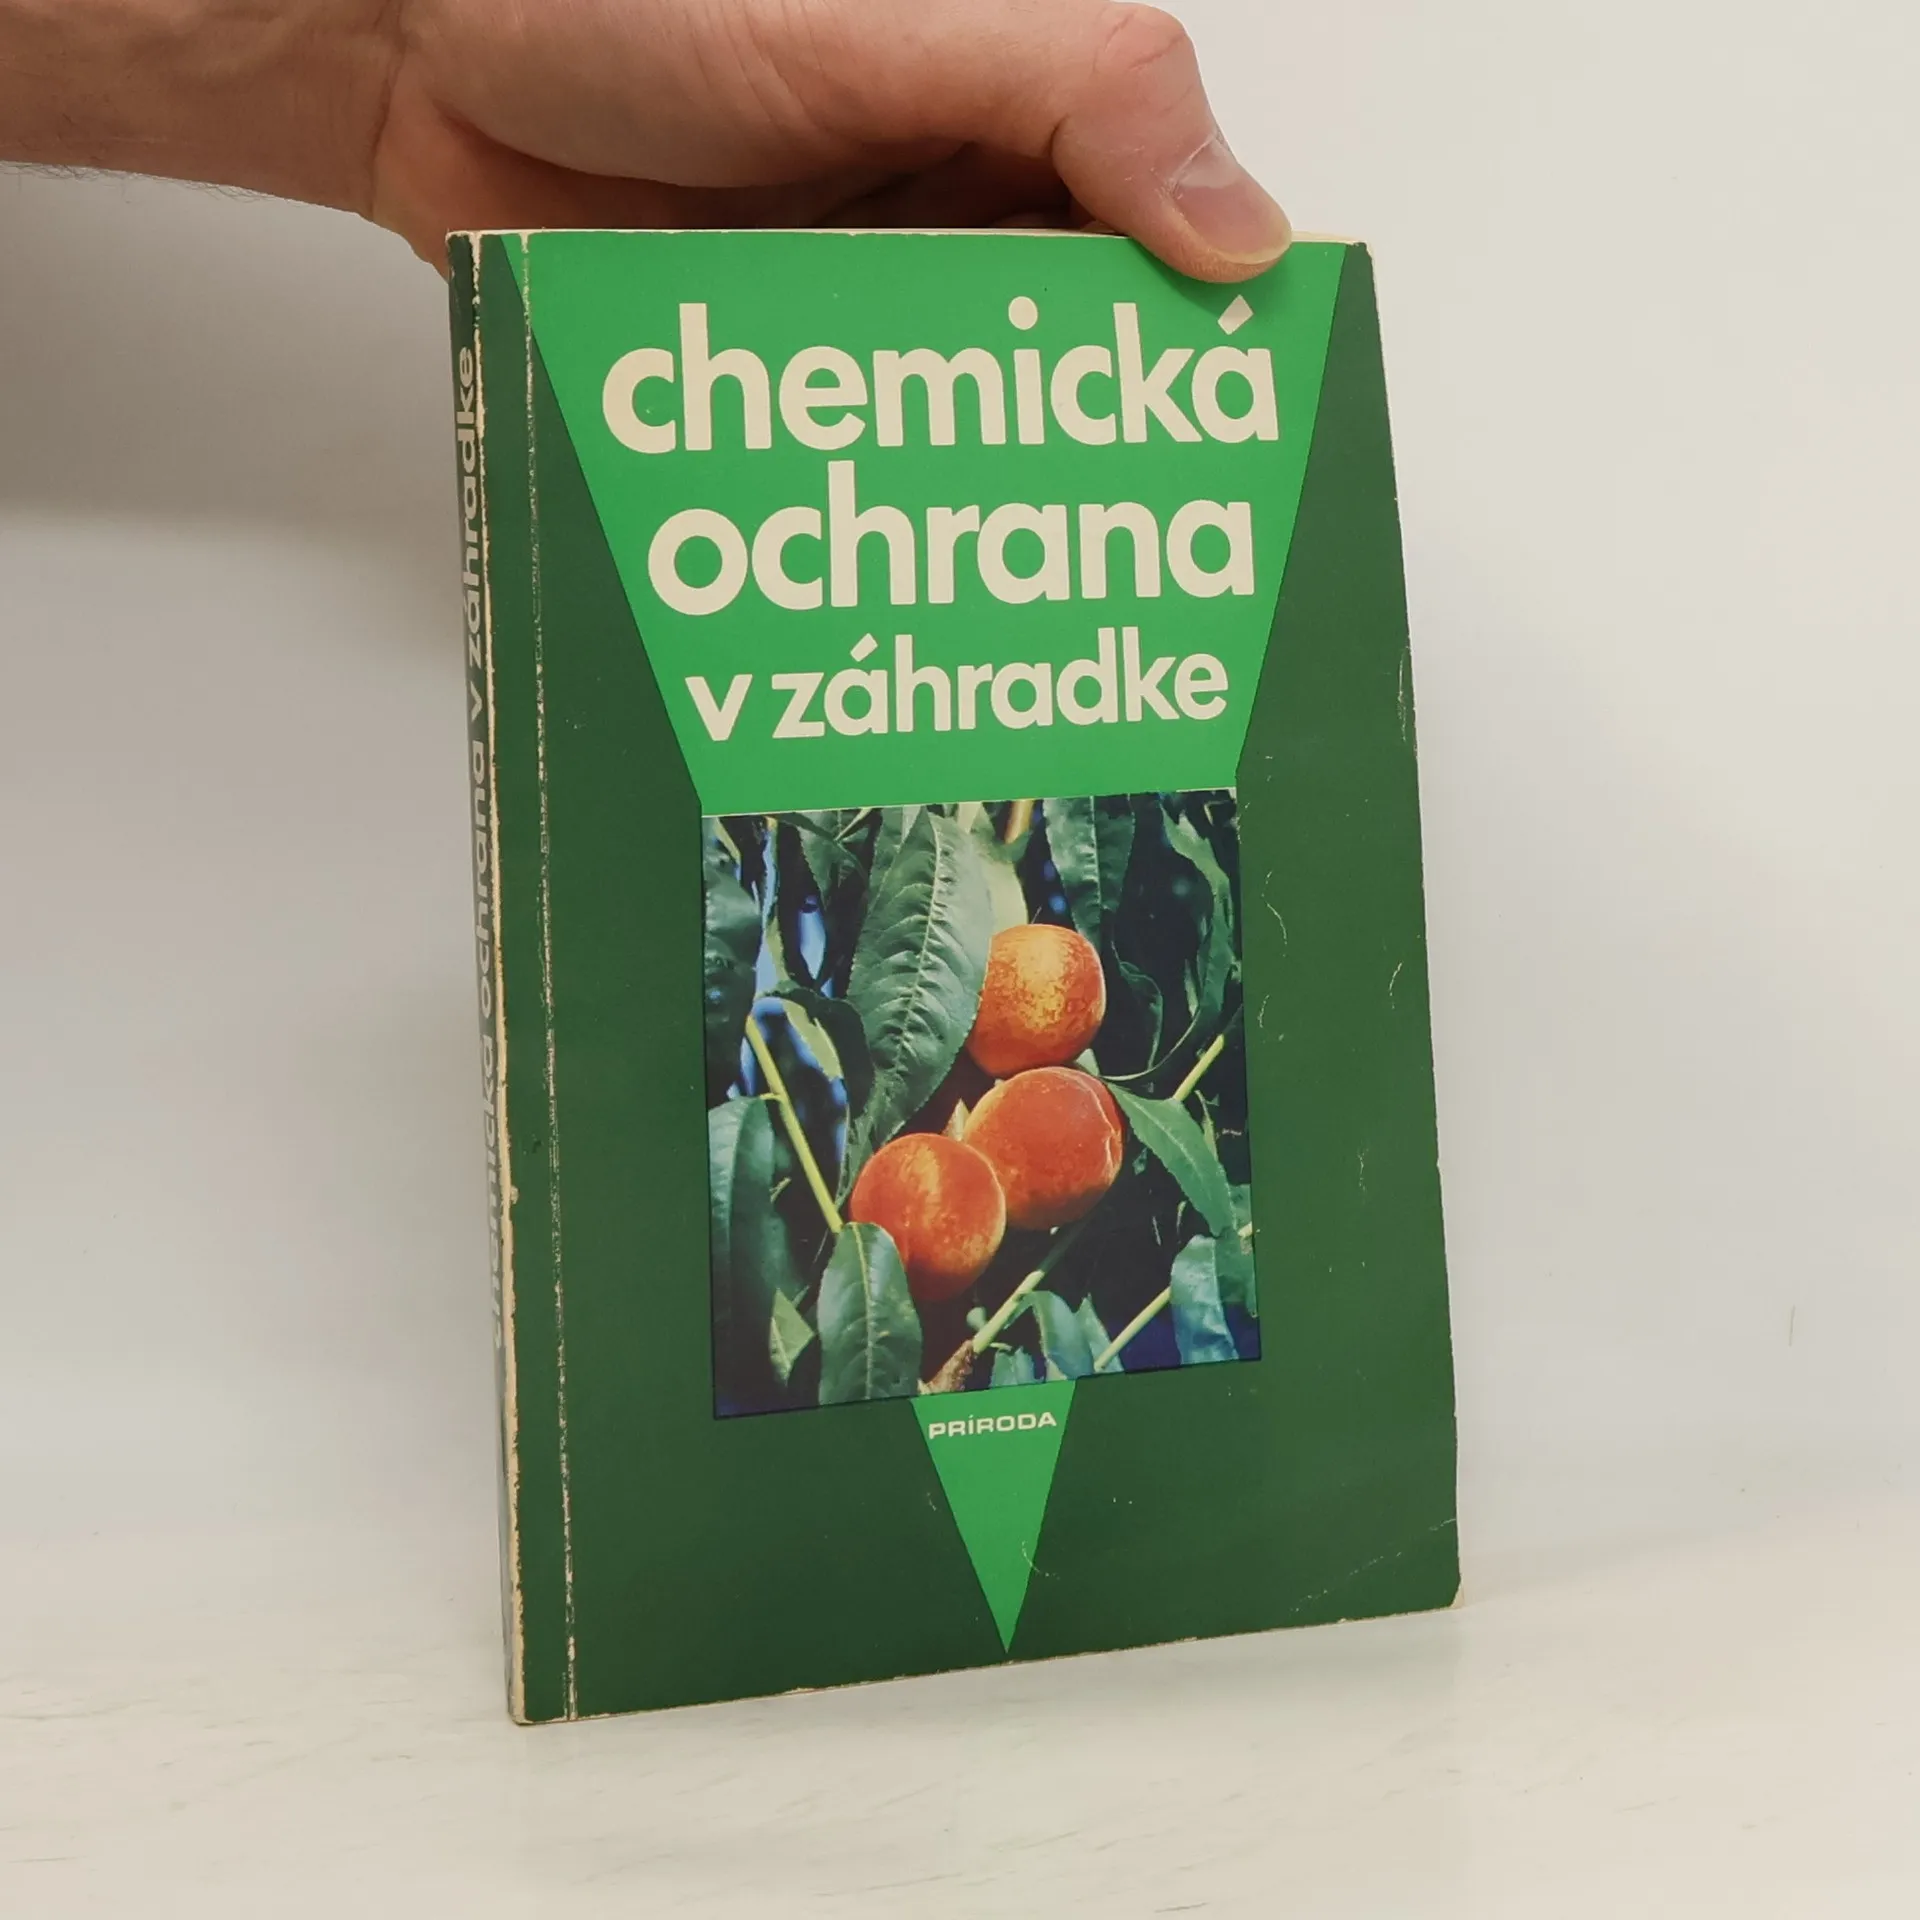 chemická
ochrana
v záhradke
PRÍRODA
chemická ochrana v záhradke